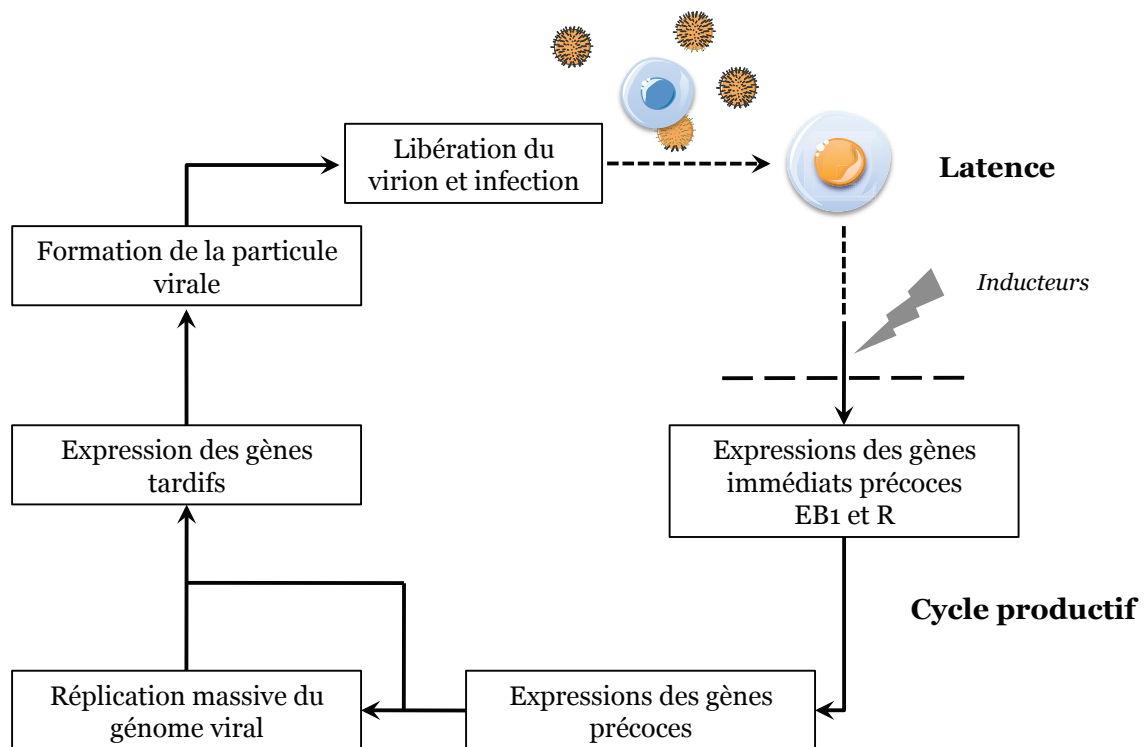 Libération du
virion et infection
Latence
Formation de la particule
virale
Inducteurs
Expression des gènes
tardifs
Expressions des gènes
immédiats précoces
EB1 et R
Cycle productif
Réplication massive du
génome viral
Expressions des gènes
précoces